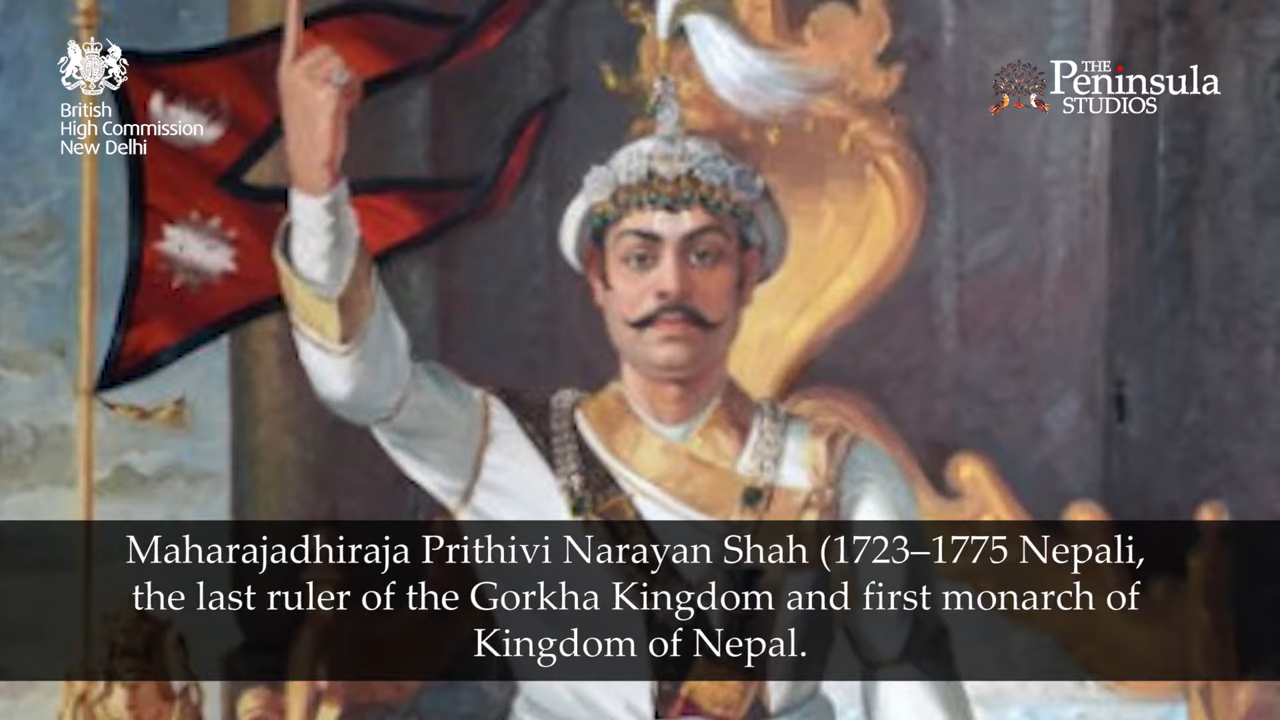 British
High Commission
New Delhi
THE
Peninsula
STUDIOS
Maharajadhiraja Prithivi Narayan Shah (1723–1775 Nepali,
the last ruler of the Gorkha Kingdom and first monarch of
Kingdom of Nepal.